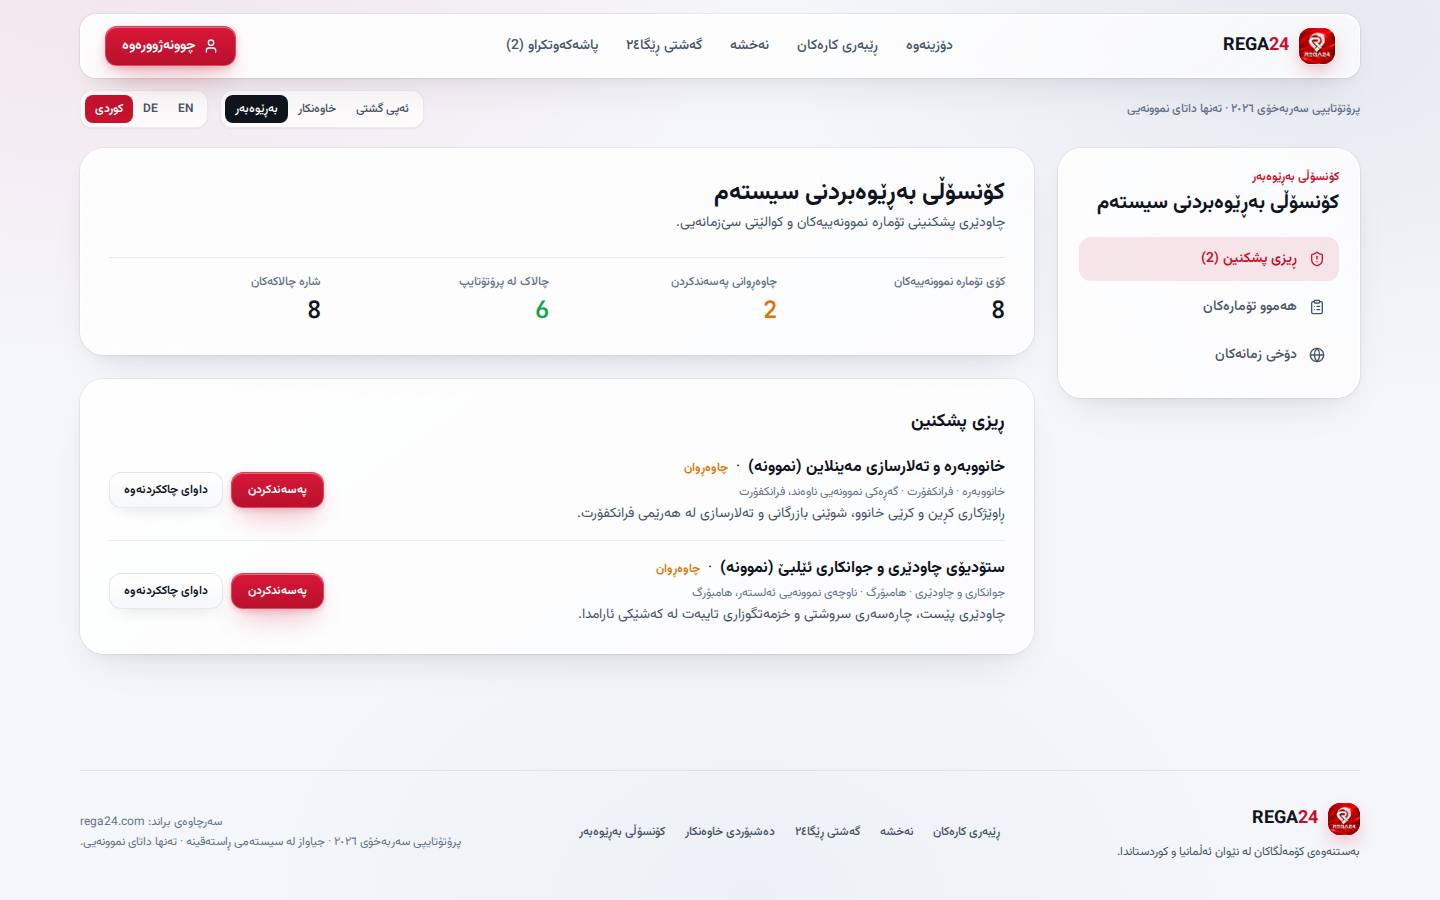 REGA24
دۆزینەوە
ڕێبەری کارەکان
نەخشە
گەشتی ڕێگا٢٤
پاشەکەوتکراو (2)
چوونەژوورەوە
پرۆتۆتایپی سەربەخۆی ٢٠٢٦ · تەنها داتای نموونەیی
ئەپی گشتی
خاوەنکار
بەڕێوەبەر
EN
DE
کوردی
کۆنسۆڵی بەڕێوەبەر
کۆنسۆڵی بەڕێوەبردنی سیستەم
ڕیزی پشکنین (2)
هەموو تۆمارەکان
دۆخی زمانەکان
کۆنسۆڵی بەڕێوەبردنی سیستەم
چاودێری پشکنینی تۆمارە نموونەییەکان و کوالێتی سێ‌زمانەیی.
کۆی تۆمارە نموونەییەکان
8
چاوەڕوانی پەسەندکردن
2
چالاک لە پرۆتۆتایپ
6
شارە چالاکەکان
8
ڕیزی پشکنین
خانووبەرە و تەلارسازی مەینلاین (نموونە) · چاوەڕوان
خانووبەرە · فرانکفۆرت · گەڕەکی نموونەیی ناوەند، فرانکفۆرت
ڕاوێژکاری کڕین و کرێی خانوو، شوێنی بازرگانی و تەلارسازی لە هەرێمی فرانکفۆرت.
پەسەندکردن
داوای چاککردنەوە
ستۆدیۆی چاودێری و جوانکاری ئێلبێ (نموونە) · چاوەڕوان
جوانکاری و چاودێری · هامبۆرگ · ناوچەی نموونەیی ئەلستەر، هامبۆرگ
چاودێری پێست، چارەسەری سروشتی و خزمەتگوزاری تایبەت لە کەشێکی ئارامدا.
پەسەندکردن
داوای چاککردنەوە
REGA24
بەستنەوەی کۆمەڵگاکان لە نێوان ئەڵمانیا و کوردستاندا.
ڕێبەری کارەکان
نەخشە
گەشتی ڕێگا٢٤
دەشبۆردی خاوەنکار
کۆنسۆڵی بەڕێوەبەر
سەرچاوەی براند: rega24.com
پرۆتۆتایپی سەربەخۆی ٢٠٢٦ · جیاواز لە سیستەمی ڕاستەقینە · تەنها داتای نموونەیی.